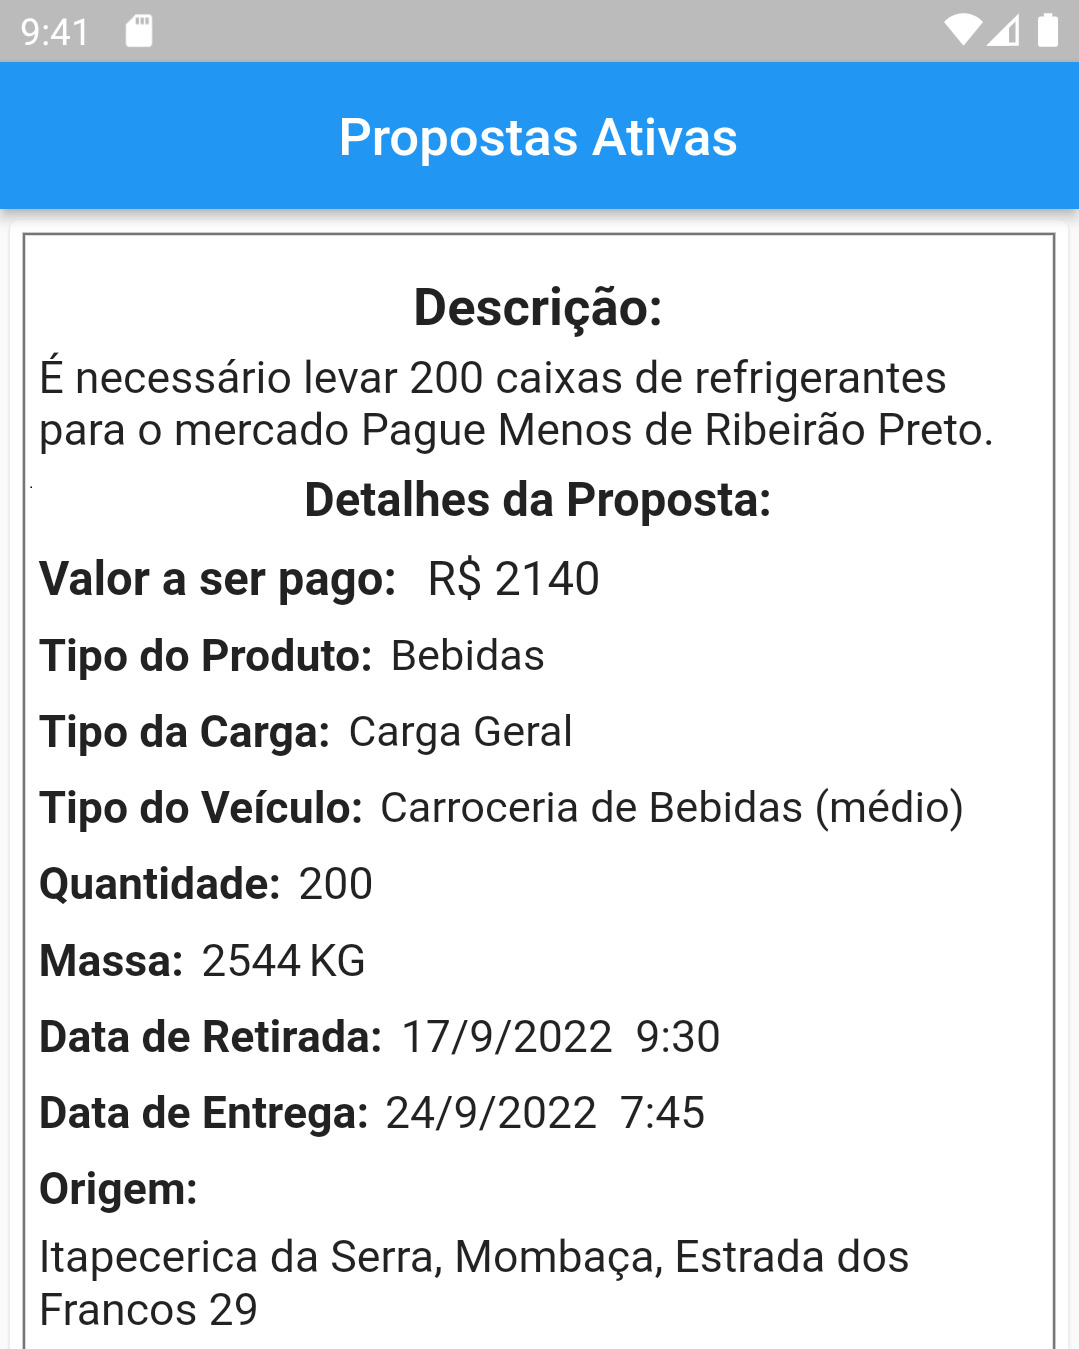 9:41
Propostas Ativas
Descrição:
É necessário levar 200 caixas de refrigerantes
para o mercado Pague Menos de Ribeirão Preto.
Detalhes da Proposta:
Valor a ser pago: R$ 2140
Tipo do Produto: Bebidas
Tipo da Carga: Carga Geral
Tipo do Veículo: Carroceria de Bebidas (médio)
Quantidade: 200
Massa: 2544 KG
Data de Retirada: 17/9/2022 9:30
Data de Entrega: 24/9/2022 7:45
Origem:
Itapecerica da Serra, Mombaça, Estrada dos
Francos 29